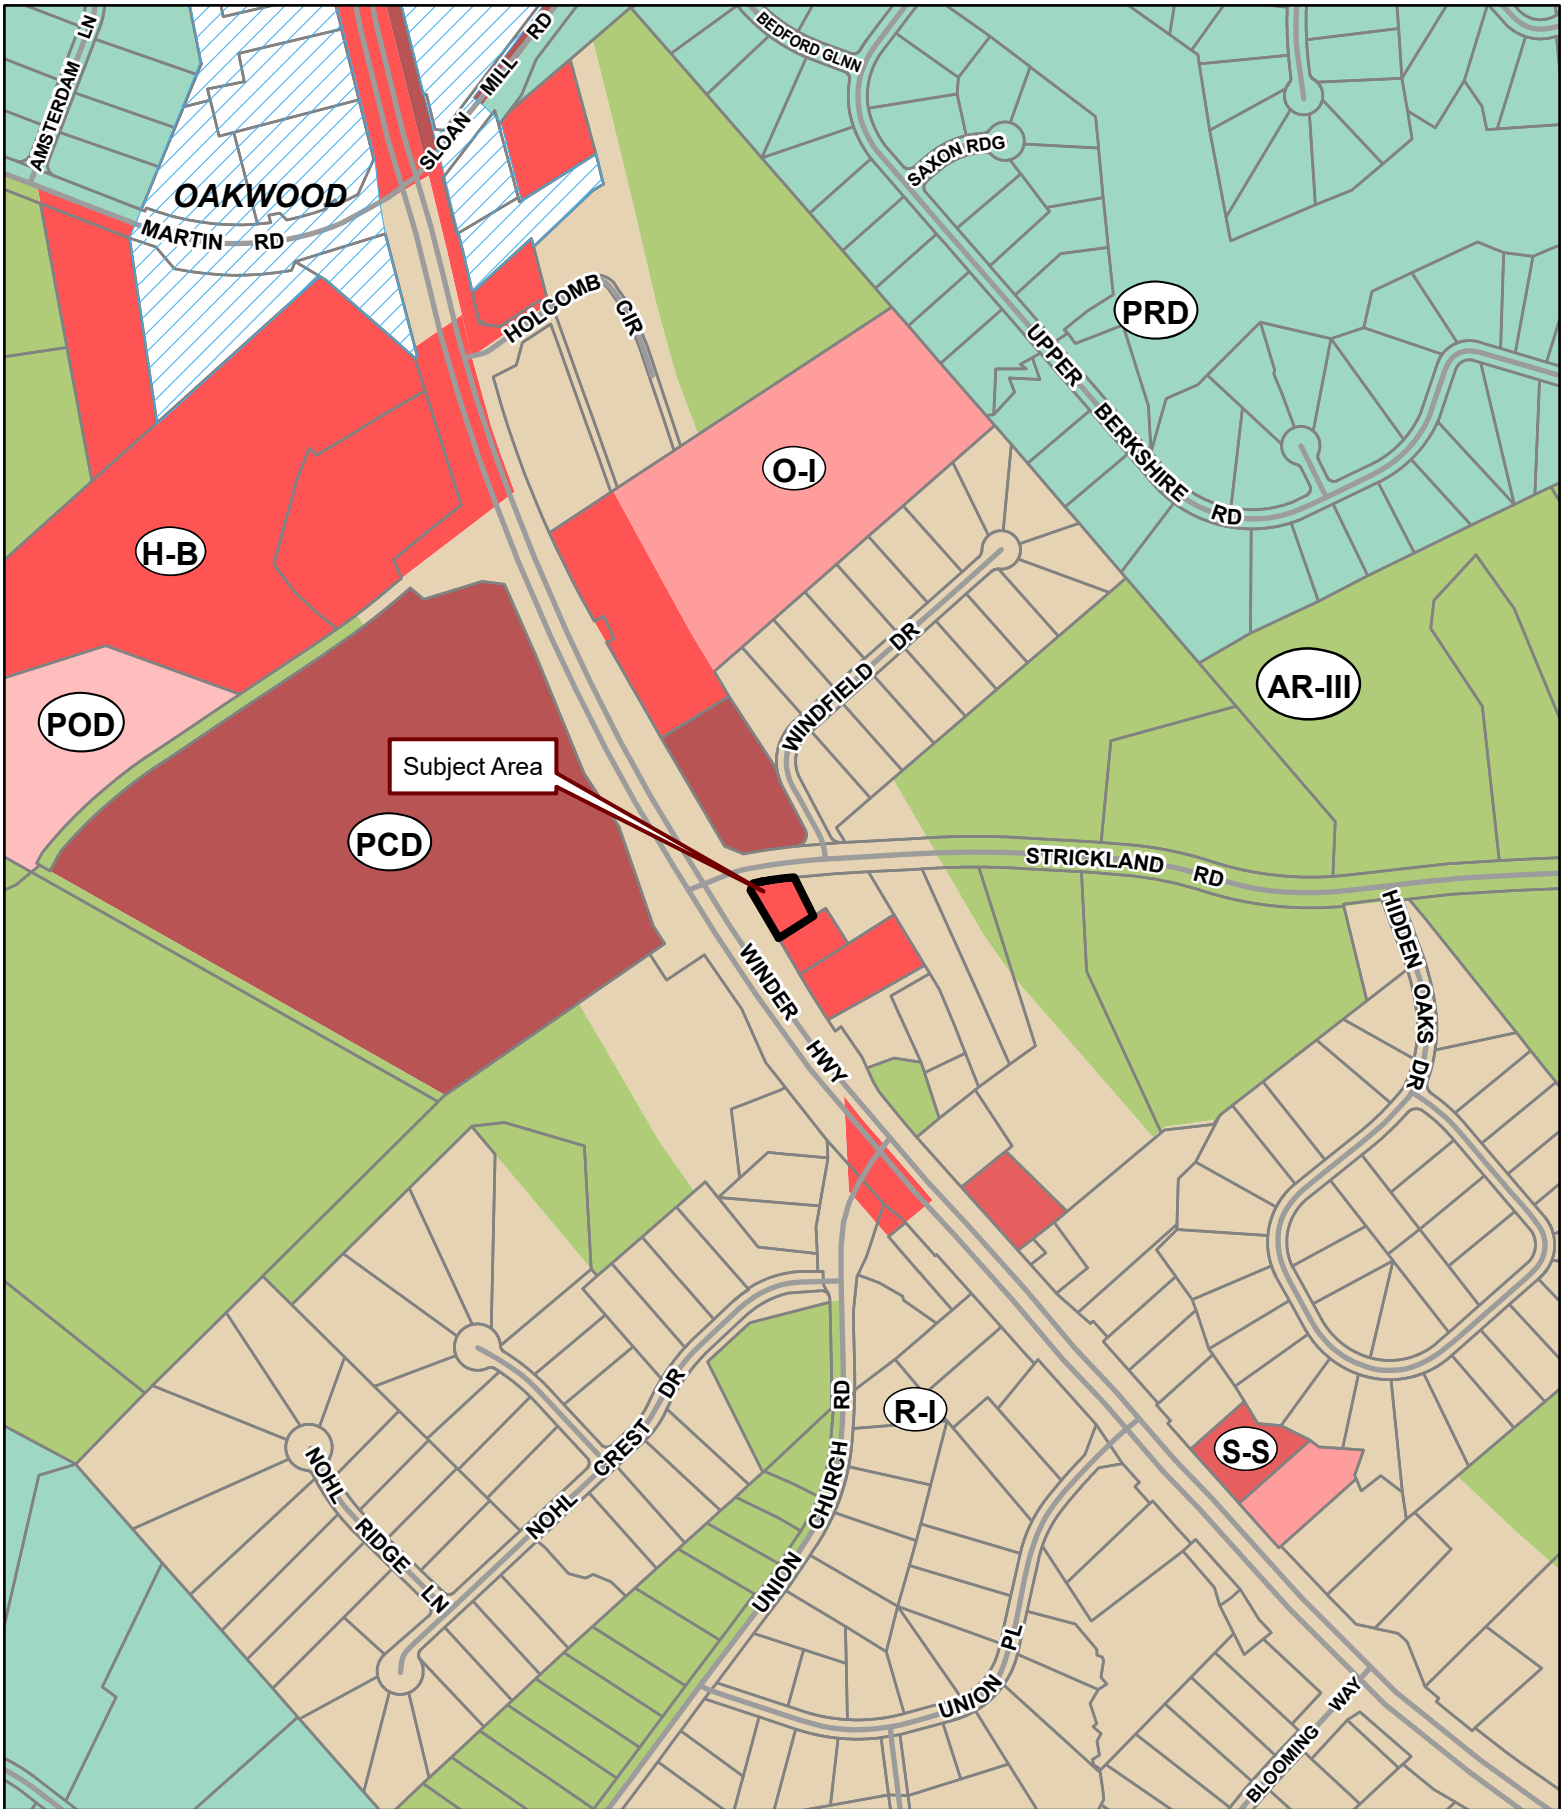 AMSTERDAM LN
SLOAN MILL RD
BEDFORD GLNN
SAXON RDG
OAKWOOD
MARTIN RD
HOLCOMB CIR
PRD
UPPER BERKSHIRE RD
O-I
H-B
WINDFIELD DR
AR-III
POD
Subject Area
PCD
STRICKLAND RD
HIDDEN OAKS DR
WINDER HWY
NOHL CREST DR
UNION CHURCH RD
R-I
S-S
NOHL RIDGE LN
UNION PL
BLOOMING WAY